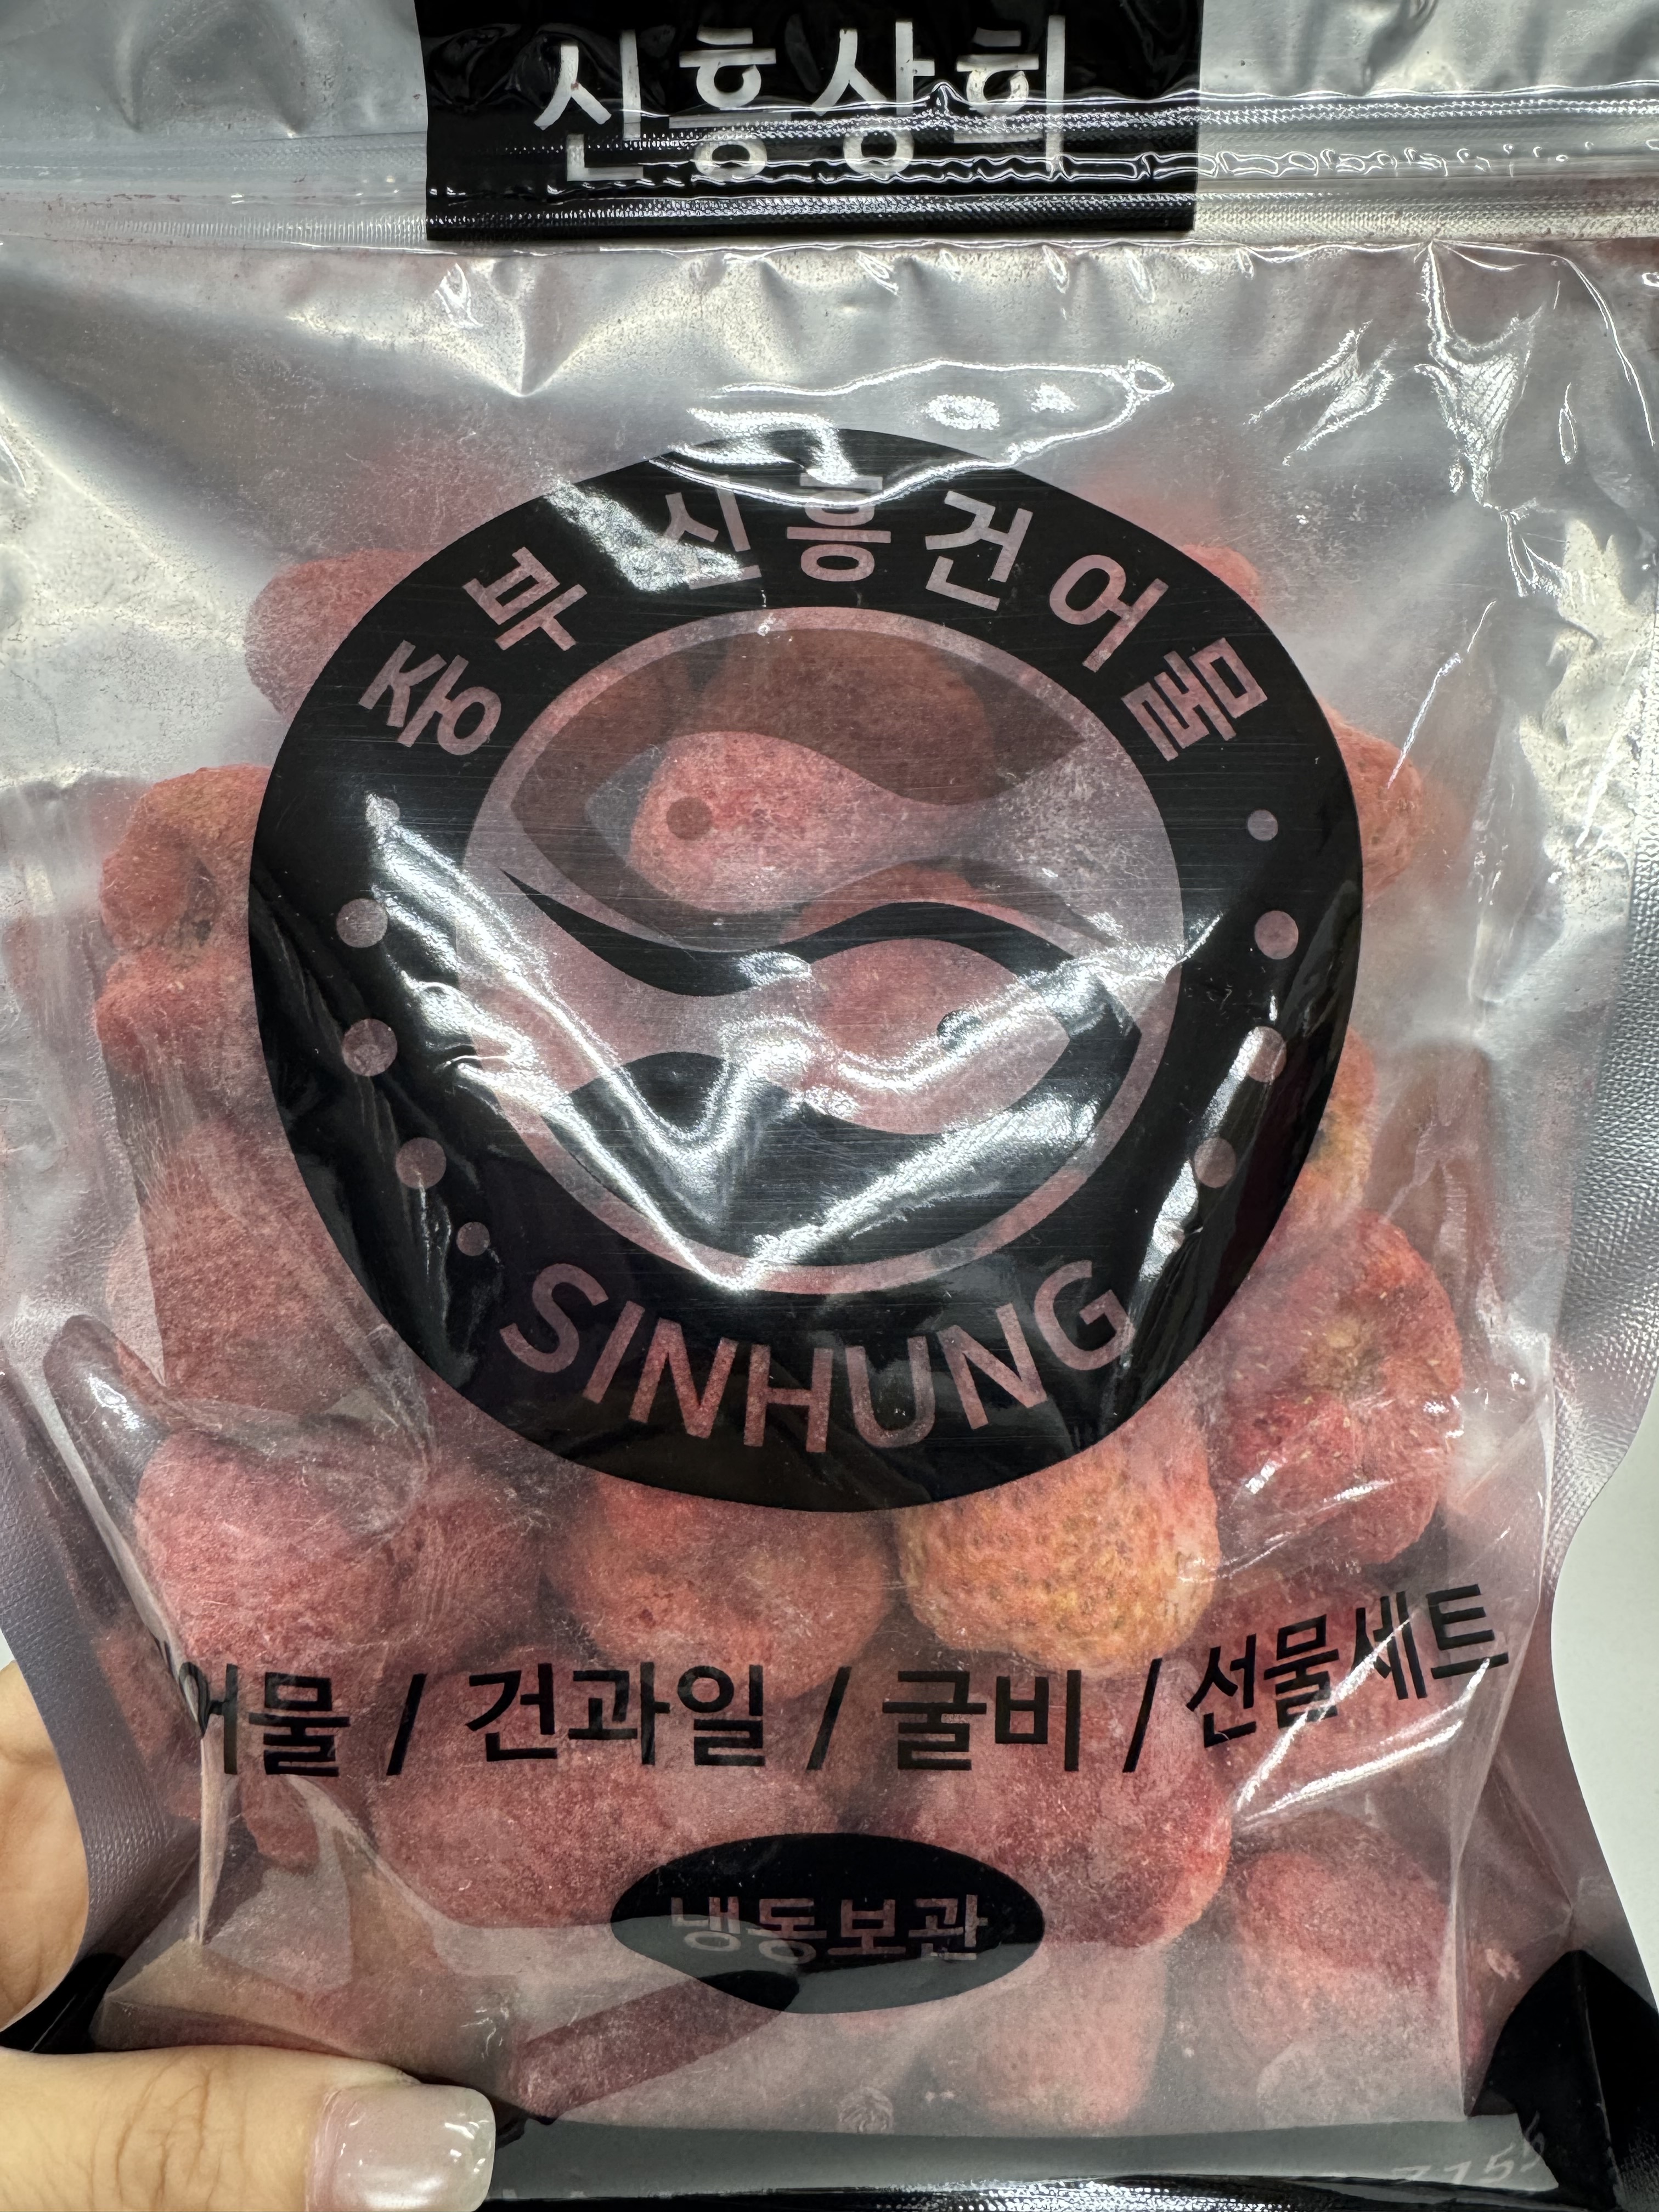 신흥상회
중부 신흥건어물
SINHUNG
어물 / 건과일 / 굴비 / 선물세트
냉동보관